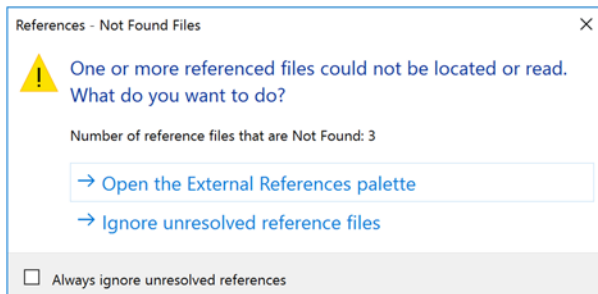 References - Not Found Files
One or more referenced files could not be located or read.
What do you want to do?
Number of reference files that are Not Found: 3
Open the External References palette
Ignore unresolved reference files
Always ignore unresolved references